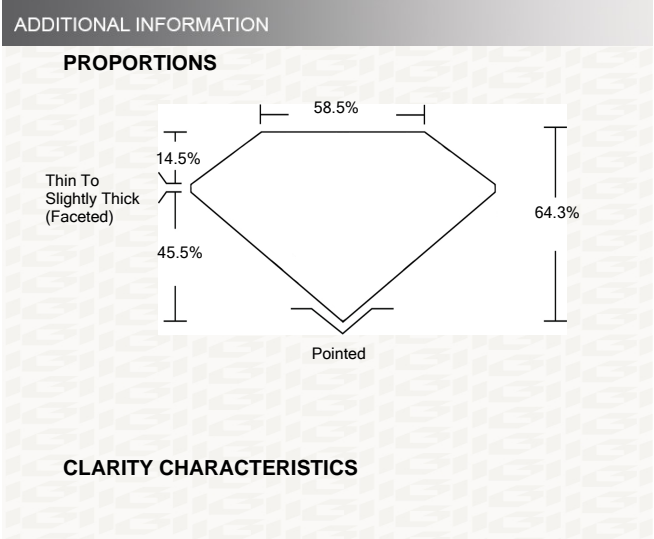 ADDITIONAL INFORMATION
PROPORTIONS
58.5%
14.5%
Thin To
Slightly Thick
(Faceted)
64.3%
45.5%
Pointed
CLARITY CHARACTERISTICS